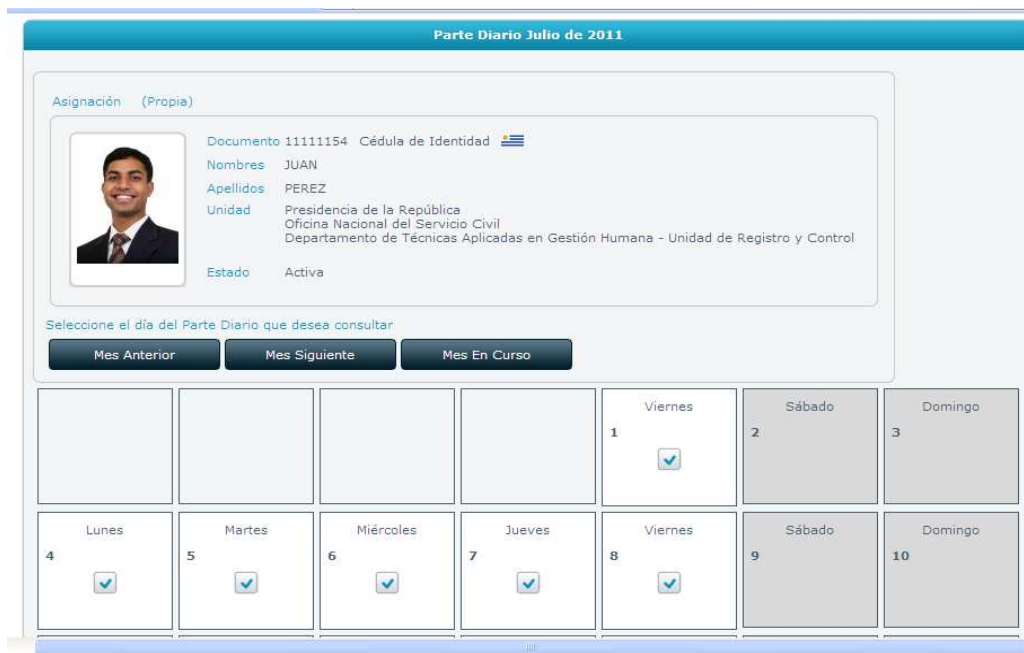 Parte Diario Julio de 2011
Asignación (Propia)
Documento 11111154 Cédula de Identidad
Nombres JUAN
Apellidos PEREZ
Unidad Presidencia de la República
Oficina Nacional del Servicio Civil
Departamento de Técnicas Aplicadas en Gestión Humana - Unidad de Registro y Control
Estado Activa
Seleccione el día del Parte Diario que desea consultar
Mes Anterior Mes Siguiente Mes En Curso
Viernes Sábado Domingo
1 2 3
Lunes Martes Miércoles Jueves Viernes Sábado Domingo
4 5 6 7 8 9 10